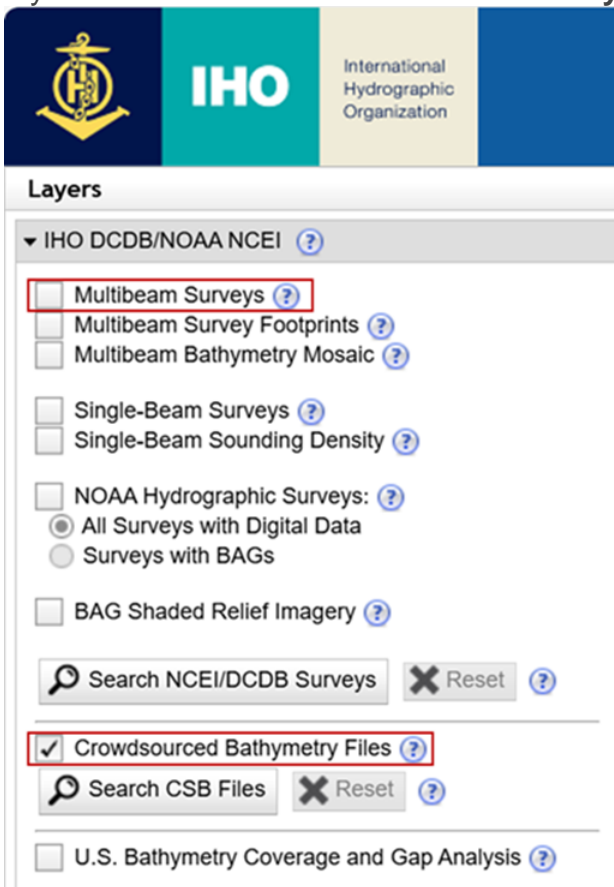 IHO
International
Hydrographic
Organization
Layers
IHO DCDB/NOAA NCEI ?
Multibeam Surveys ?
Multibeam Survey Footprints ?
Multibeam Bathymetry Mosaic ?
Single-Beam Surveys ?
Single-Beam Sounding Density ?
NOAA Hydrographic Surveys: ?
All Surveys with Digital Data
Surveys with BAGs
BAG Shaded Relief Imagery ?
Search NCEI/DCDB Surveys Reset ?
Crowdsourced Bathymetry Files ?
Search CSB Files Reset ?
U.S. Bathymetry Coverage and Gap Analysis ?